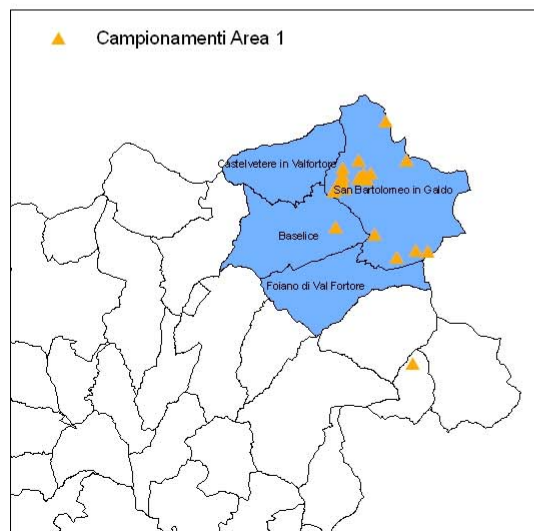 Campionamenti Area 1
Castelvetere in Valfortore
San Bartolomeo in Galdo
Baselice
Foiano di Val Fortore